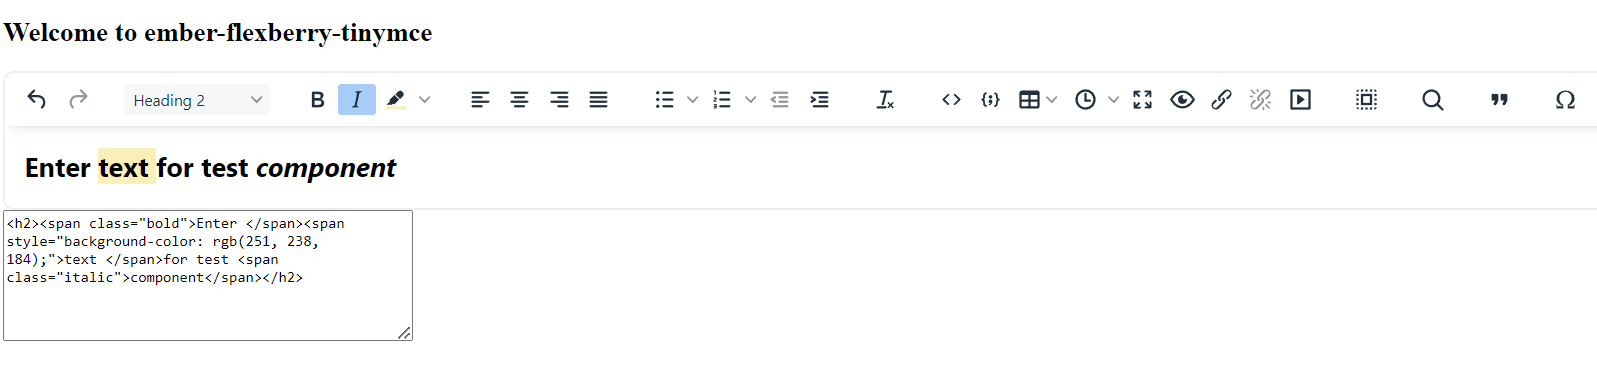 Welcome to ember-flexberry-tinymce
Heading 2
Enter text for test component
<h2><span class="bold">Enter </span><span
style="background-color: rgb(251, 238,
184);">text </span>for test <span
class="italic">component</span></h2>